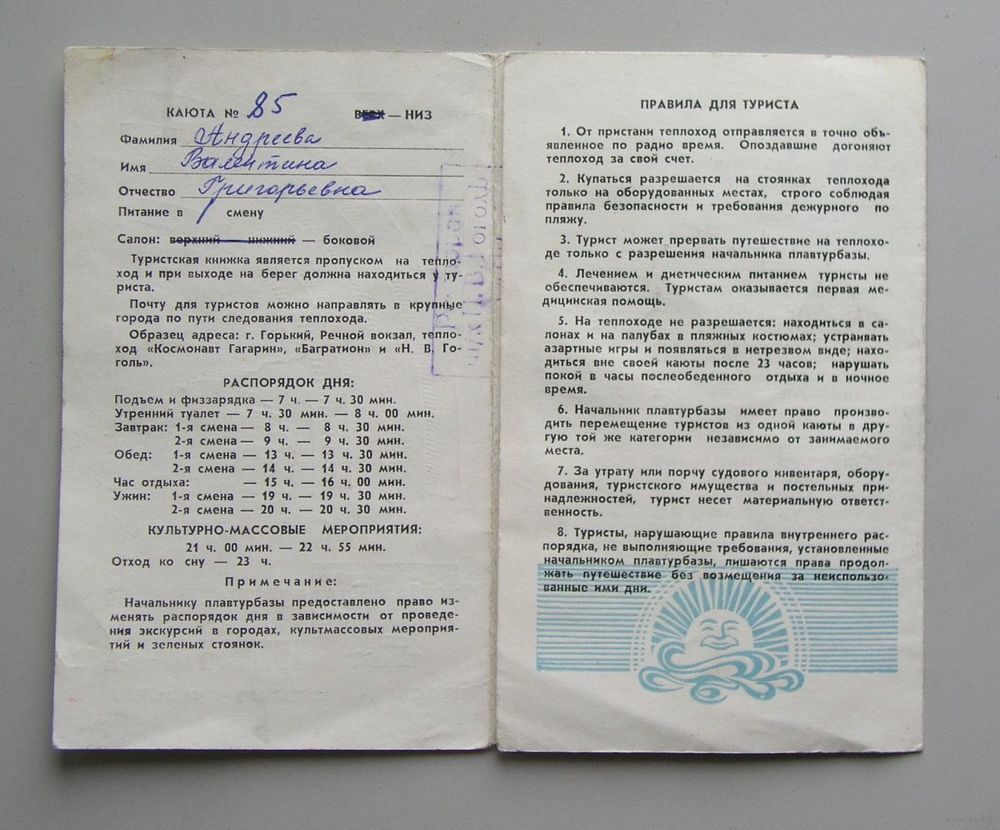 КАЮТА № 85 ВЕРХ — НИЗ
Фамилия Андреева
Имя Валентина
Отчество Григорьевна
Питание в 1 смену
Салон: верхний — нижний — боковой
Туристская книжка является пропуском на тепло-
ход и при выходе на берег должна находиться у ту-
риста.
Почту для туристов можно направлять в крупные
города по пути следования теплохода.
Образец адреса: г. Горький, Речной вокзал, тепло-
ход «Космонавт Гагарин», «Багратион» и «Н. В. Го-
голь».
РАСПОРЯДОК ДНЯ:
Подъем и физзарядка — 7 ч. — 7 ч. 30 мин.
Утренний туалет — 7 ч. 30 мин. — 8 ч. 00 мин.
Завтрак: 1-я смена — 8 ч. — 8 ч. 30 мин.
2-я смена — 9 ч. — 9 ч. 30 мин.
Обед: 1-я смена — 13 ч. — 13 ч. 30 мин.
2-я смена — 14 ч. — 14 ч. 30 мин.
Час отдыха: — 15 ч. — 16 ч. 00 мин.
Ужин: 1-я смена — 19 ч. — 19 ч. 30 мин.
2-я смена — 20 ч. — 20 ч. 30 мин.
КУЛЬТУРНО-МАССОВЫЕ МЕРОПРИЯТИЯ:
21 ч. 00 мин. — 22 ч. 55 мин.
Отход ко сну — 23 ч.
Примечание:
Начальнику плавтурбазы предоставлено право из-
менять распорядок дня в зависимости от проведе-
ния экскурсий в городах, культмассовых мероприя-
тий и зеленых стоянок.
ПРАВИЛА ДЛЯ ТУРИСТА
1. От пристани теплоход отправляется в точно объ-
явленное по радио время. Опоздавшие догоняют
теплоход за свой счет.
2. Купаться разрешается на стоянках теплохода
только на оборудованных местах, строго соблюдая
правила безопасности и требования дежурного по
пляжу.
3. Турист может прервать путешествие на теплохо-
де только с разрешения начальника плавтурбазы.
4. Лечением и диетическим питанием туристы не
обеспечиваются. Туристам оказывается первая ме-
дицинская помощь.
5. На теплоходе не разрешается: находиться в са-
лонах и на палубах в пляжных костюмах; устраивать
азартные игры и появляться в нетрезвом виде; нахо-
диться вне своей каюты после 23 часов; нарушать
покой в часы послеобеденного отдыха и в ночное
время.
6. Начальник плавтурбазы имеет право произво-
дить перемещение туристов из одной каюты в дру-
гую той же категории независимо от занимаемого
места.
7. За утрату или порчу судового инвентаря, обору-
дования, туристского имущества и постельных при-
надлежностей, турист несет материальную ответст-
венность.
8. Туристы, нарушающие правила внутреннего рас-
порядка, не выполняющие требования, установленные
начальником плавтурбазы, лишаются права продол-
жать путешествие без возмещения за неиспользо-
ванные ими дни.